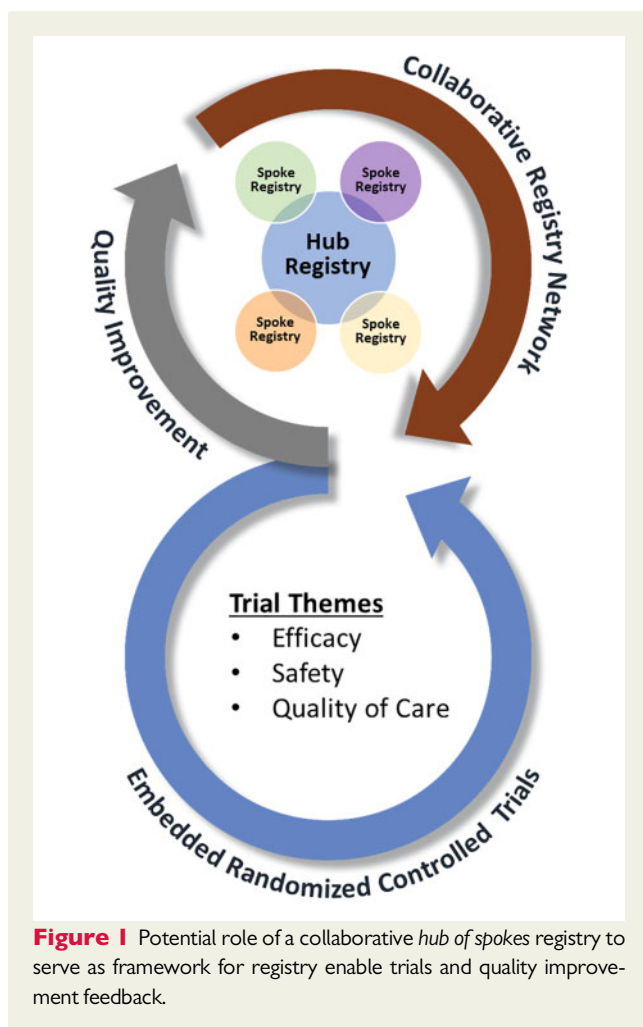 Collaborative Registry Network
Spoke
Registry
Spoke
Registry
Hub
Registry
Spoke
Registry
Spoke
Registry
Quality Improvement
Trial Themes
• Efficacy
• Safety
• Quality of Care
Embedded Randomized Controlled Trials
Figure 1 Potential role of a collaborative hub of spokes registry to
serve as framework for registry enable trials and quality improve-
ment feedback.